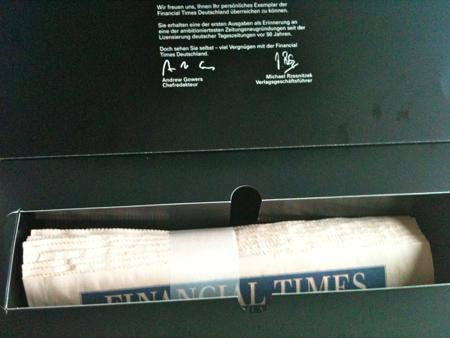 Wir freuen uns, Ihnen Ihr persönliches Exemplar der
Financial Times Deutschland überreichen zu können.
Sie erhalten eine der ersten Ausgaben als Erinnerung an
eine der ambitioniertesten Zeitungsneugründungen seit der
Lizensierung deutscher Tageszeitungen vor 50 Jahren.
Doch sehen Sie selbst – viel Vergnügen mit der Financial
Times Deutschland.
Andrew Gowers
Chefredakteur
Michael Rzesnitzek
Verlagsgeschäftsführer
FINANCIAL TIMES